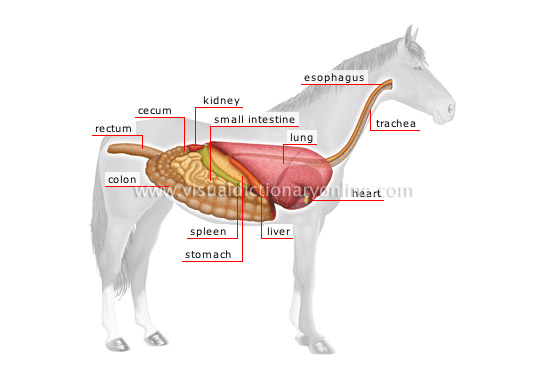 esophagus
kidney
cecum
small intestine
trachea
rectum
lung
colon
www.visualdictionaryonline.com
heart
spleen
liver
stomach